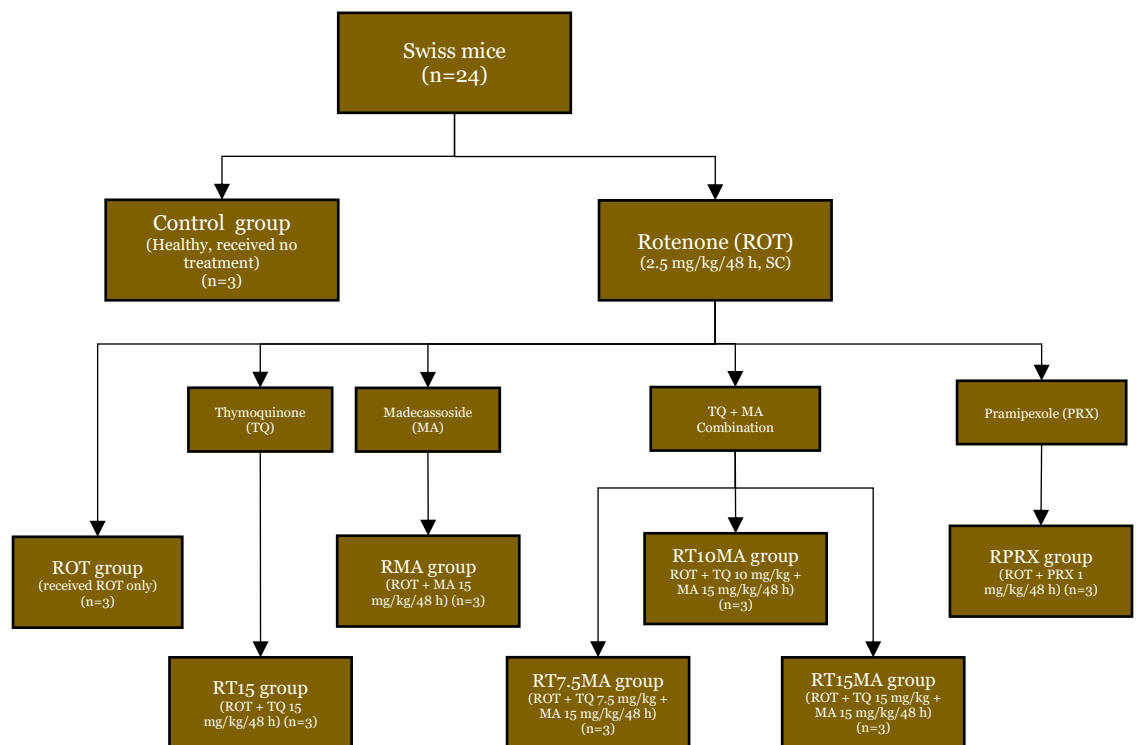 Swiss mice
(n=24)
Control group
(Healthy, received no
treatment)
(n=3)
Rotenone (ROT)
(2.5 mg/kg/48 h, SC)
Thymoquinone
(TQ)
Madecassoside
(MA)
TQ + MA
Combination
Pramipexole (PRX)
ROT group
(received ROT only)
(n=3)
RMA group
(ROT + MA 15
mg/kg/48 h) (n=3)
RT10MA group
ROT + TQ 10 mg/kg +
MA 15 mg/kg/48 h)
(n=3)
RPRX group
(ROT + PRX 1
mg/kg/48 h) (n=3)
RT15 group
(ROT + TQ 15
mg/kg/48 h) (n=3)
RT7.5MA group
(ROT + TQ 7.5 mg/kg +
MA 15 mg/kg/48 h)
(n=3)
RT15MA group
(ROT + TQ 15 mg/kg +
MA 15 mg/kg/48 h)
(n=3)